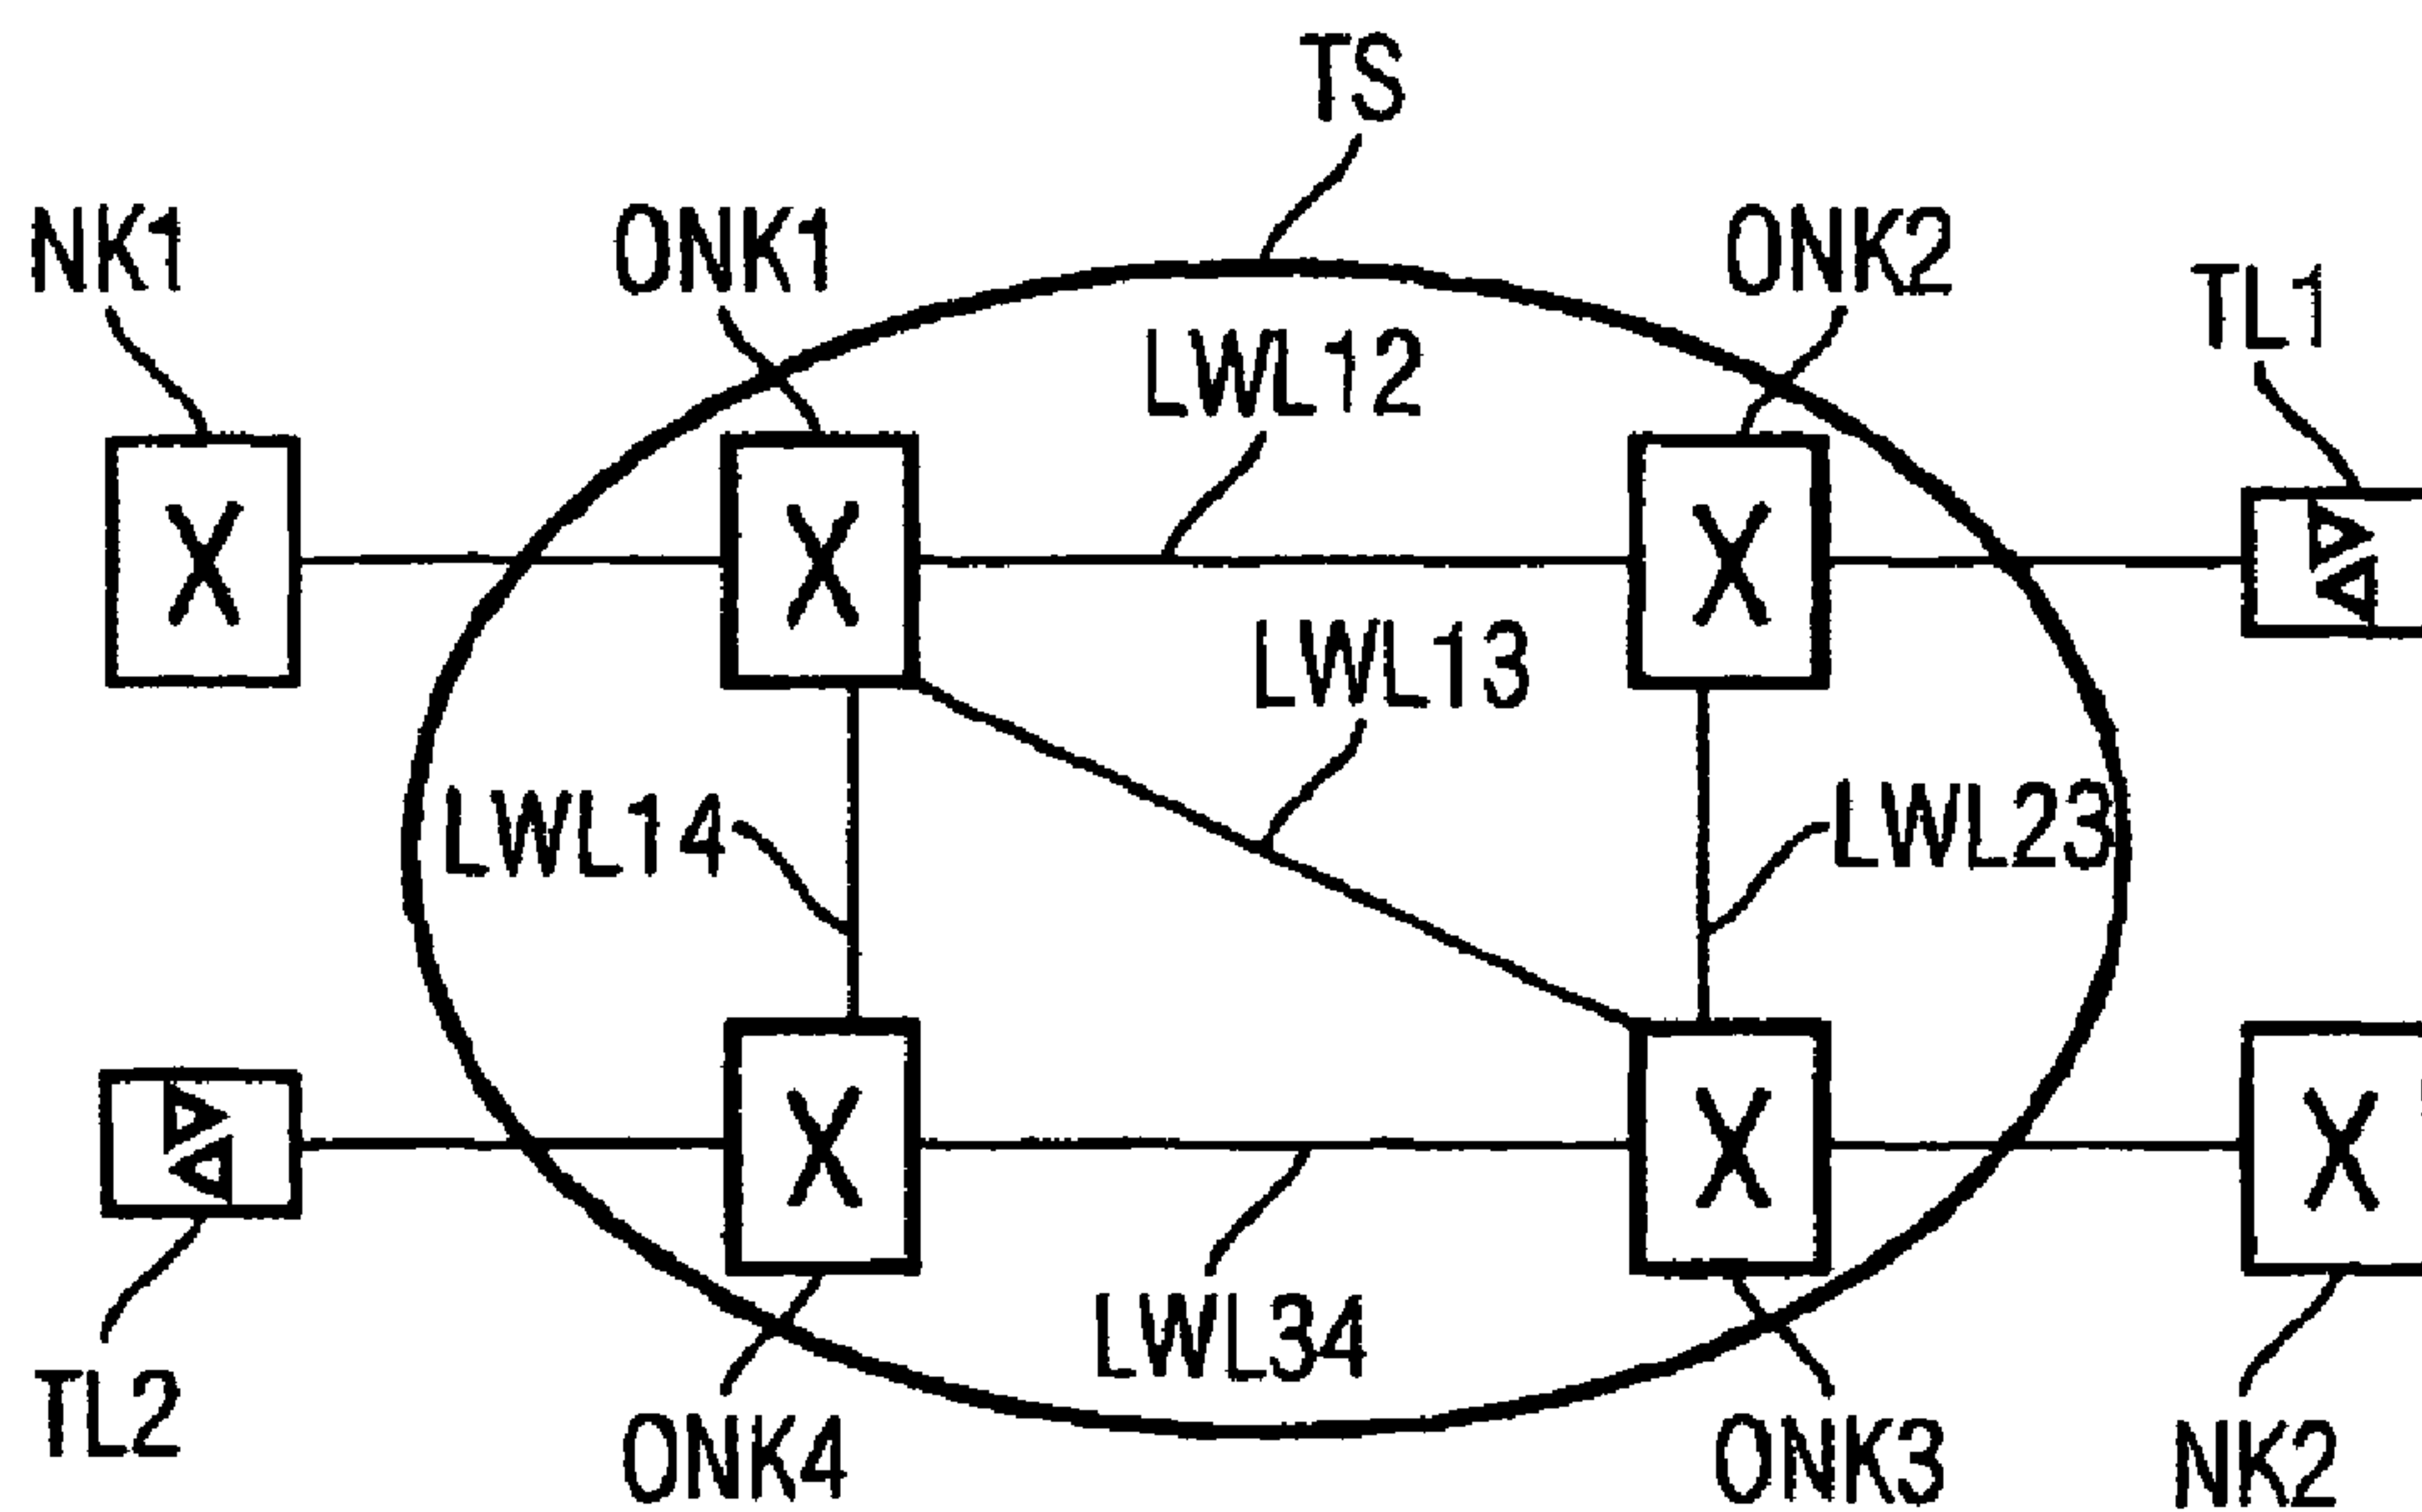 TS
NK1
ONK1
ONK2
TL1
LWL12
X
X
X
LWL13
LWL14
LWL23
X
X
X
LWL34
TL2
ONK4
ONK3
NK2